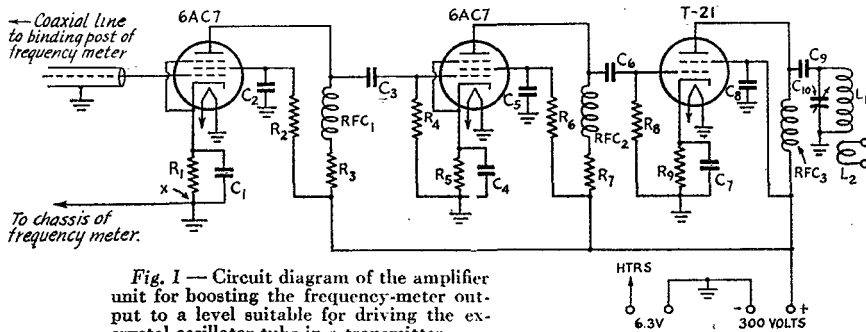 Coaxial line
to binding post of
frequency meter
6AC7
6AC7
T-21
C2
R2
RFC1
R3
C3
R4
R1
C1
X
R5
C4
C5
R6
RFC2
R7
C6
R8
R9
C7
C8
C9
C10
L1
L2
RFC3
To chassis of
frequency meter.
HTRS
6.3V
- 300 VOLTS +
Fig. 1 — Circuit diagram of the amplifier
unit for boosting the frequency-meter out-
put to a level suitable for driving the ex-
crystal oscillator tube in a transmitter